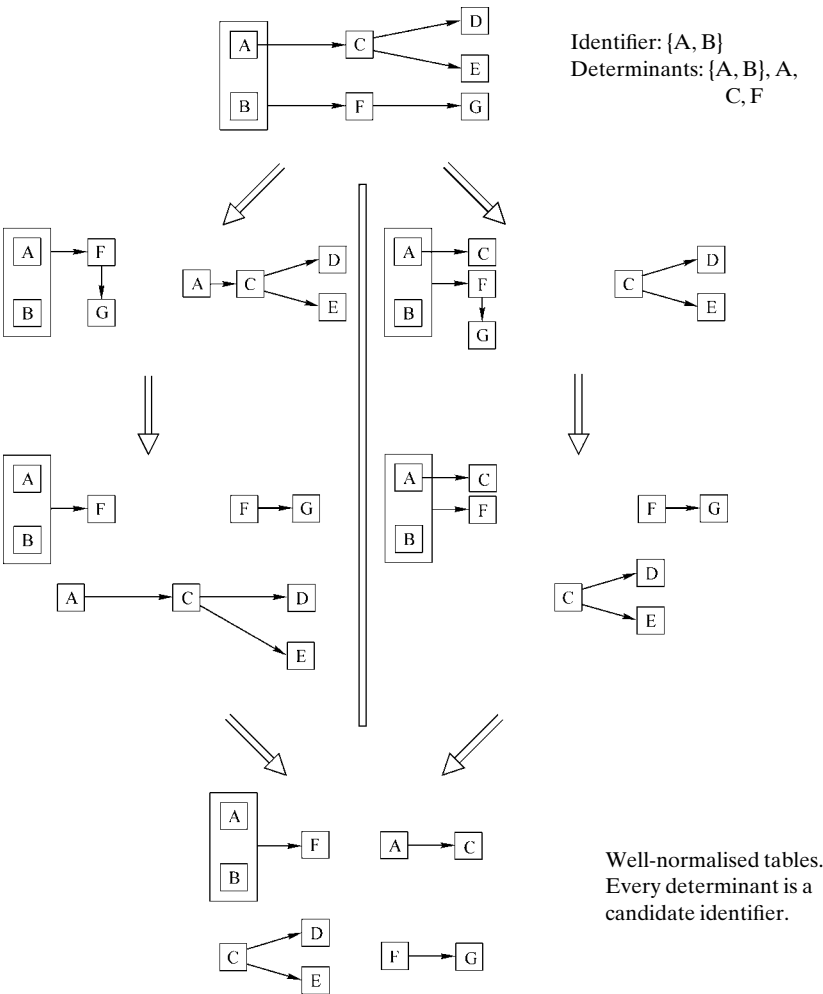 D
A C
E
B F G
Identifier: {A, B}
Determinants: {A, B}, A,
C, F
A F
B G
D
A C
E
A C
F
B
G
D
C
E
A
F
B
F G
A C D
E
A C
F
B
F G
D
C
E
A
F
B
A C
D
C
E
F G
Well-normalised tables.
Every determinant is a
candidate identifier.